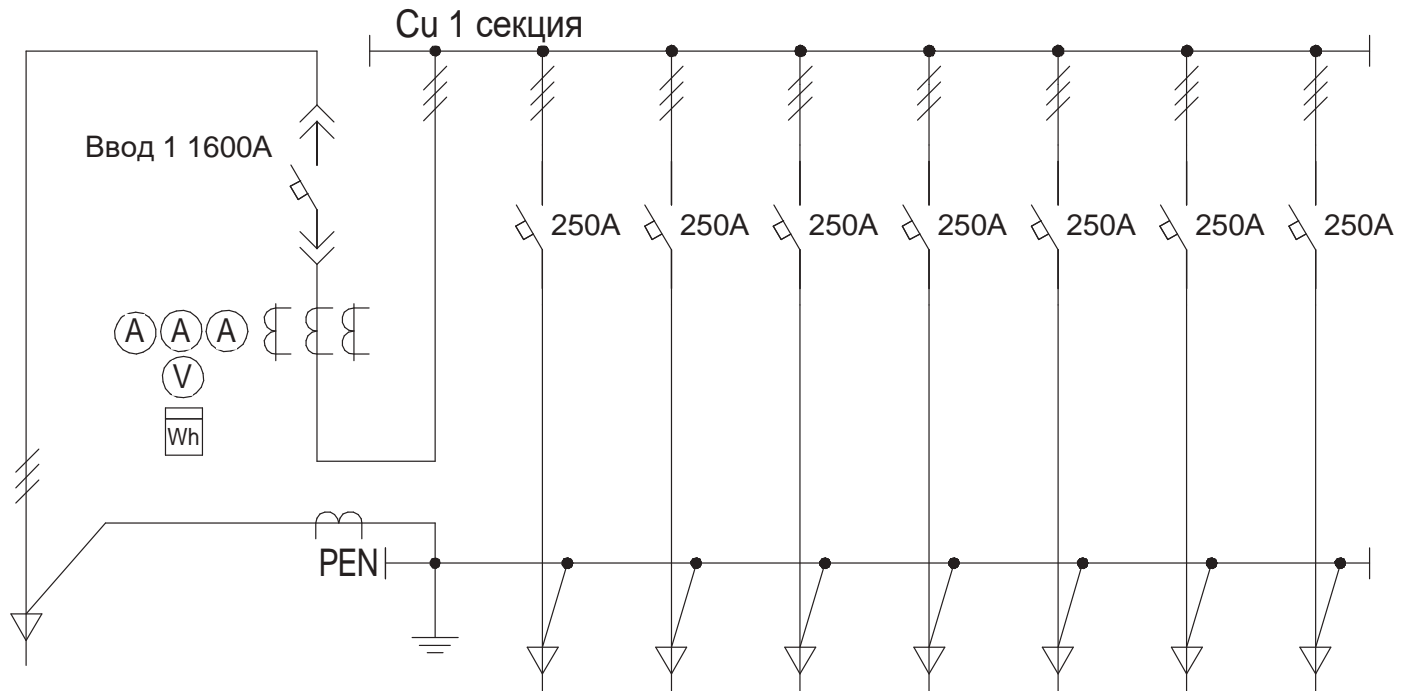 Cu 1 секция
Ввод 1 1600А
250А 250А 250А 250А 250А 250А 250А
А А А
V
Wh
PEN